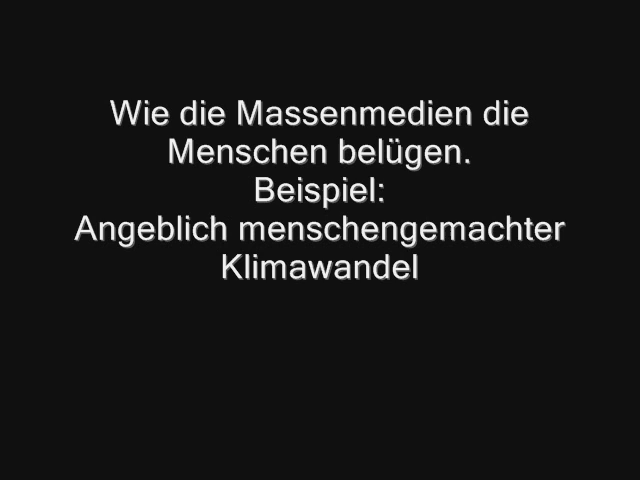 Wie die Massenmedien die
Menschen belügen.
Beispiel:
Angeblich menschengemachter
Klimawandel